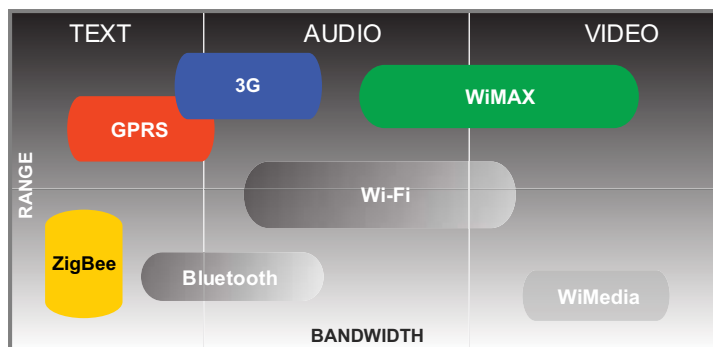 TEXT
AUDIO
VIDEO
3G
WiMAX
GPRS
Wi-Fi
RANGE
ZigBee
Bluetooth
WiMedia
BANDWIDTH